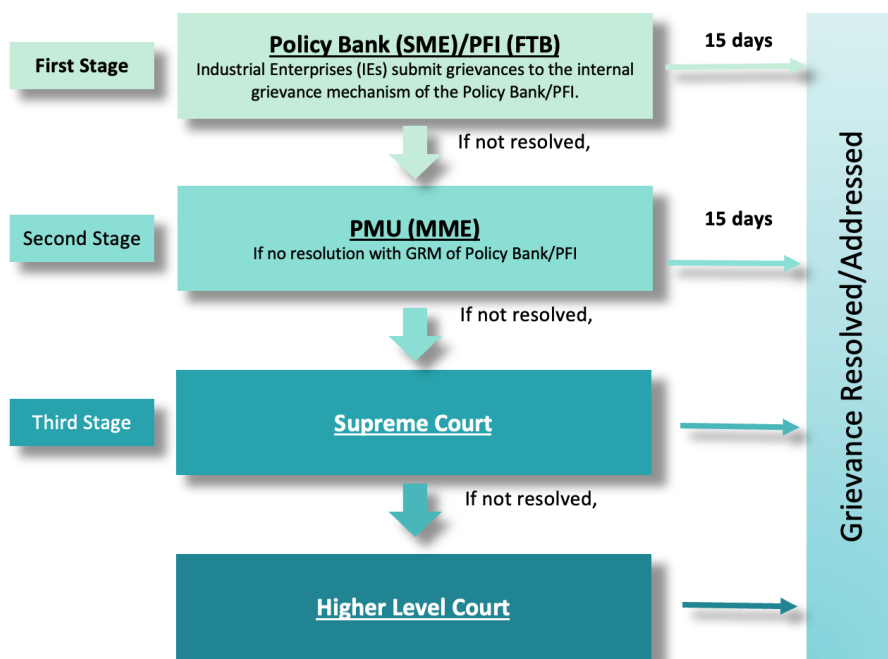 Policy Bank (SME)/PFI (FTB)
15 days
First Stage
Industrial Enterprises (IEs) submit grievances to the internal
grievance mechanism of the Policy Bank/PFI.
If not resolved,
Second Stage
PMU (MME)
15 days
If no resolution with GRM of Policy Bank/PFI
If not resolved,
Third Stage
Supreme Court
If not resolved,
Higher Level Court
Grievance Resolved/Addressed